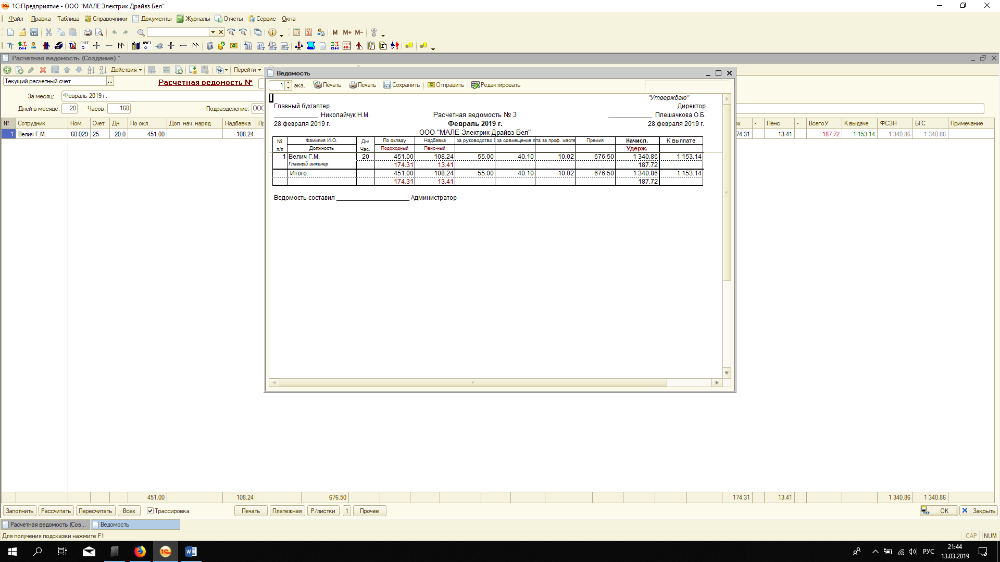 1С:Предприятие - ООО "МАЛЕ Электрик Драйвз Бел"
Файл Правка Таблица Справочники Документы Журналы Отчеты Сервис Окна
M M+ M-
Расчетная ведомость (Создание) *
Действия Перейти
Текущий расчетный счет ... Расчетная ведомость №
За месяц: Февраль 2019 г.
Дней в месяце: 20 Часов: 160 Подразделение: ООО
№ Сотрудник Ном Счет Дн По окл. Доп. нач. наряд Надбавка
1 Велич Г.М. 60 029 25 20.0 451.00 108.24
- Пенс - ВсегоУ К выдаче ФСЗН БГС Примечание
74.31 13.41 187.72 1 153.14 1 340.86 1 340.86
Ведомость
1 экз. Печать Печать Сохранить Отправить Редактировать
"Утверждаю"
Главный бухгалтер Директор
Николайчук Н.М. Расчетная ведомость № 3 Плешачкова О.Б.
28 февраля 2019 г. Февраль 2019 г. 28 февраля 2019 г.
ООО "МАЛЕ Электрик Драйвз Бел"
№ Фамилия И.О. Дн/ По окладу Надбавка за руководство за совмещение п та за проф. масте Премия Начисл. К выплате
п/п Должность Час. Подоходный Пенс-ный Удерж.
1 Велич Г.М. 20 451.00 108.24 55.00 40.10 10.02 676.50 1 340.86 1 153.14
Главный инженер 174.31 13.41 187.72
Итого: 451.00 108.24 55.00 40.10 10.02 676.50 1 340.86 1 153.14
174.31 13.41 187.72
Ведомость составил Администратор
451.00 108.24 676.50 174.31 13.41 1 340.86 1 340.86
Заполнить Рассчитать Пересчитать Всех Трассировка Печать Платежная Р/листки 1 Прочее OK Закрыть
Расчетная ведомость (Соз... Ведомость
Для получения подсказки нажмите F1 CAP NUM
РУС 21:44
13.03.2019